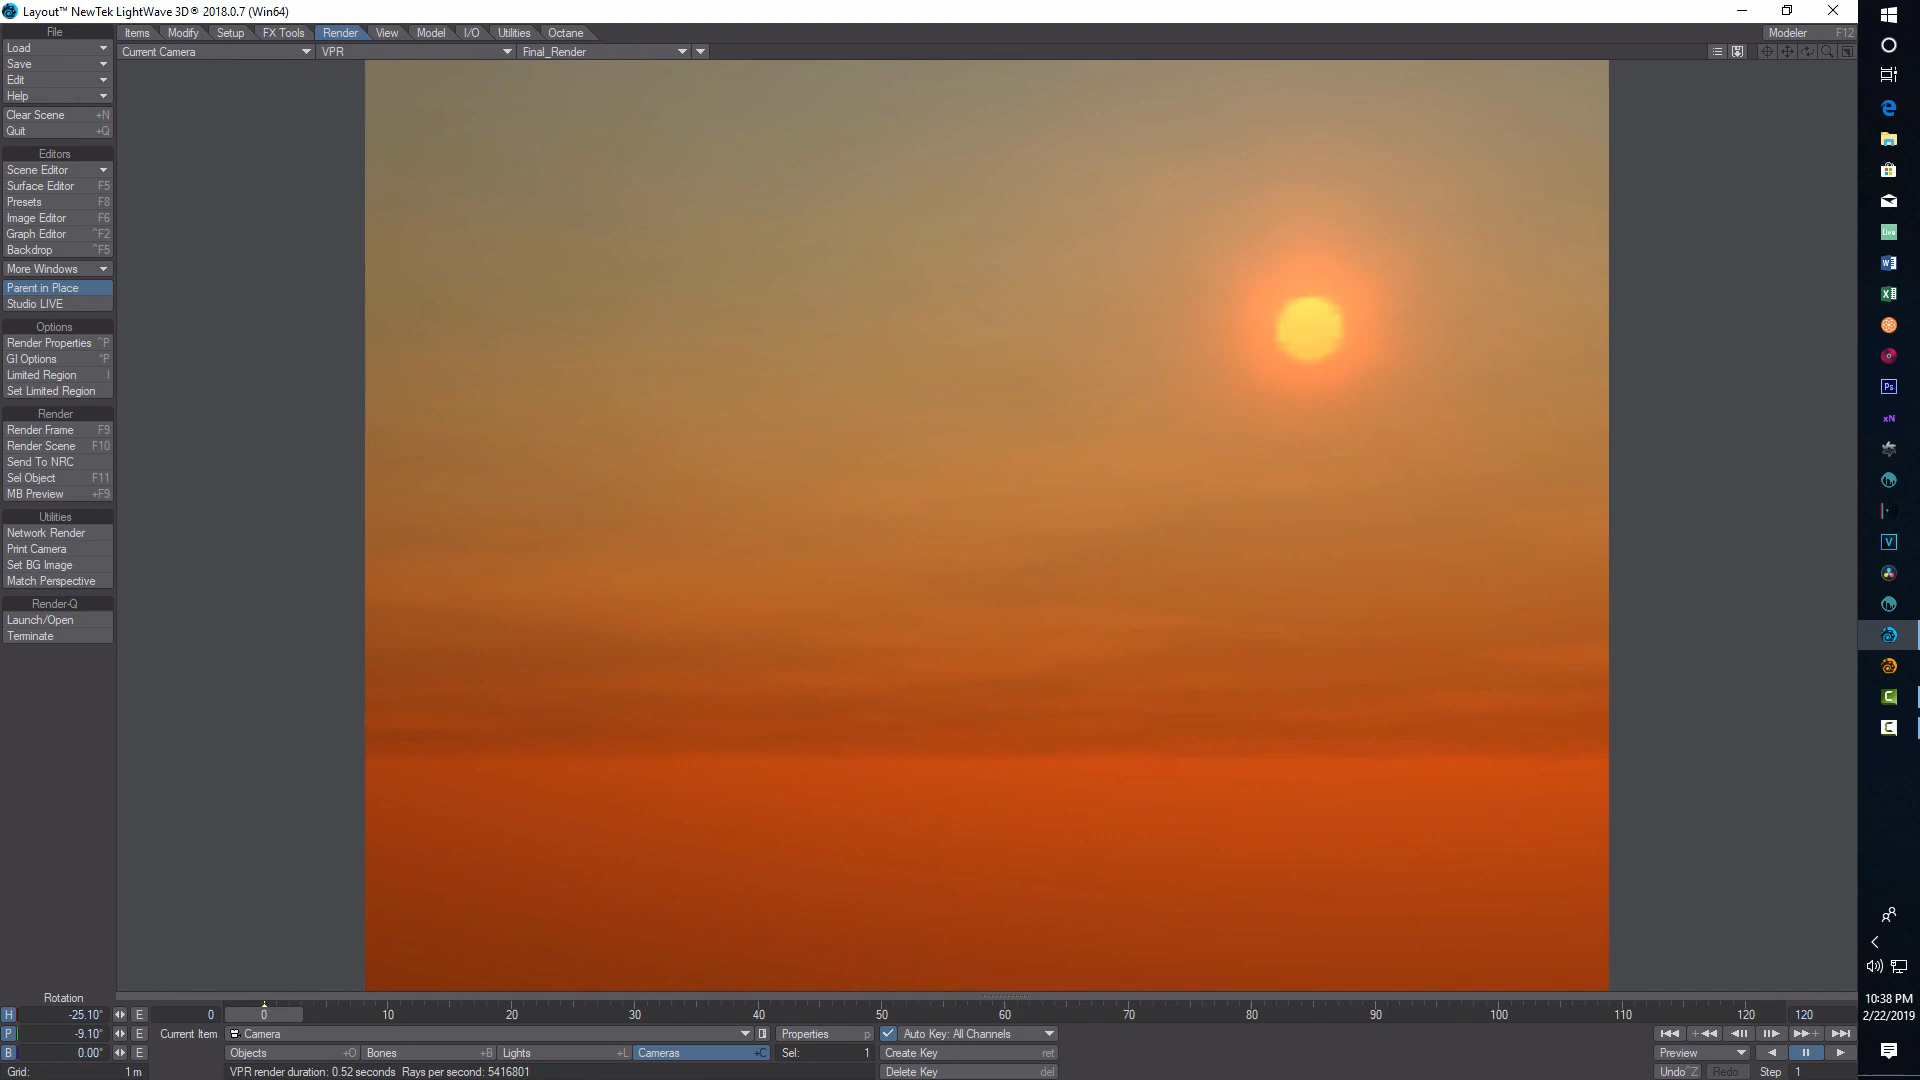 Layout™ NewTek LightWave 3D® 2018.0.7 (Win64)
File
Items Modify Setup FX Tools Render View Model I/O Utilities Octane
Modeler F12
Load
Current Camera VPR Final_Render
Save
Edit
Help
Clear Scene +N
Quit +Q
Editors
Scene Editor
Surface Editor F5
Presets F8
Image Editor F6
Graph Editor ^F2
Backdrop ^F5
More Windows
Parent in Place
Studio LIVE
Options
Render Properties ^P
GI Options *P
Limited Region l
Set Limited Region
Render
Render Frame F9
Render Scene F10
Send To NRC
Sel Object F11
MB Preview +F9
Utilities
Network Render
Print Camera
Set BG Image
Match Perspective
Render-Q
Launch/Open
Terminate
Live
W
X
Ps
xN
V
C
C
10:38 PM
2/22/2019
Rotation
H -25.10° E 0 0 10 20 30 40 50 60 70 80 90 100 110 120 120
P -9.10° E Current Item Camera Properties p Auto Key: All Channels
B 0.00° E Objects +O Bones +B Lights +L Cameras +C Sel: 1 Create Key ret Preview
Grid: 1 m VPR render duration: 0.52 seconds Rays per second: 5416801 Delete Key del Undo ^Z Redo Step 1